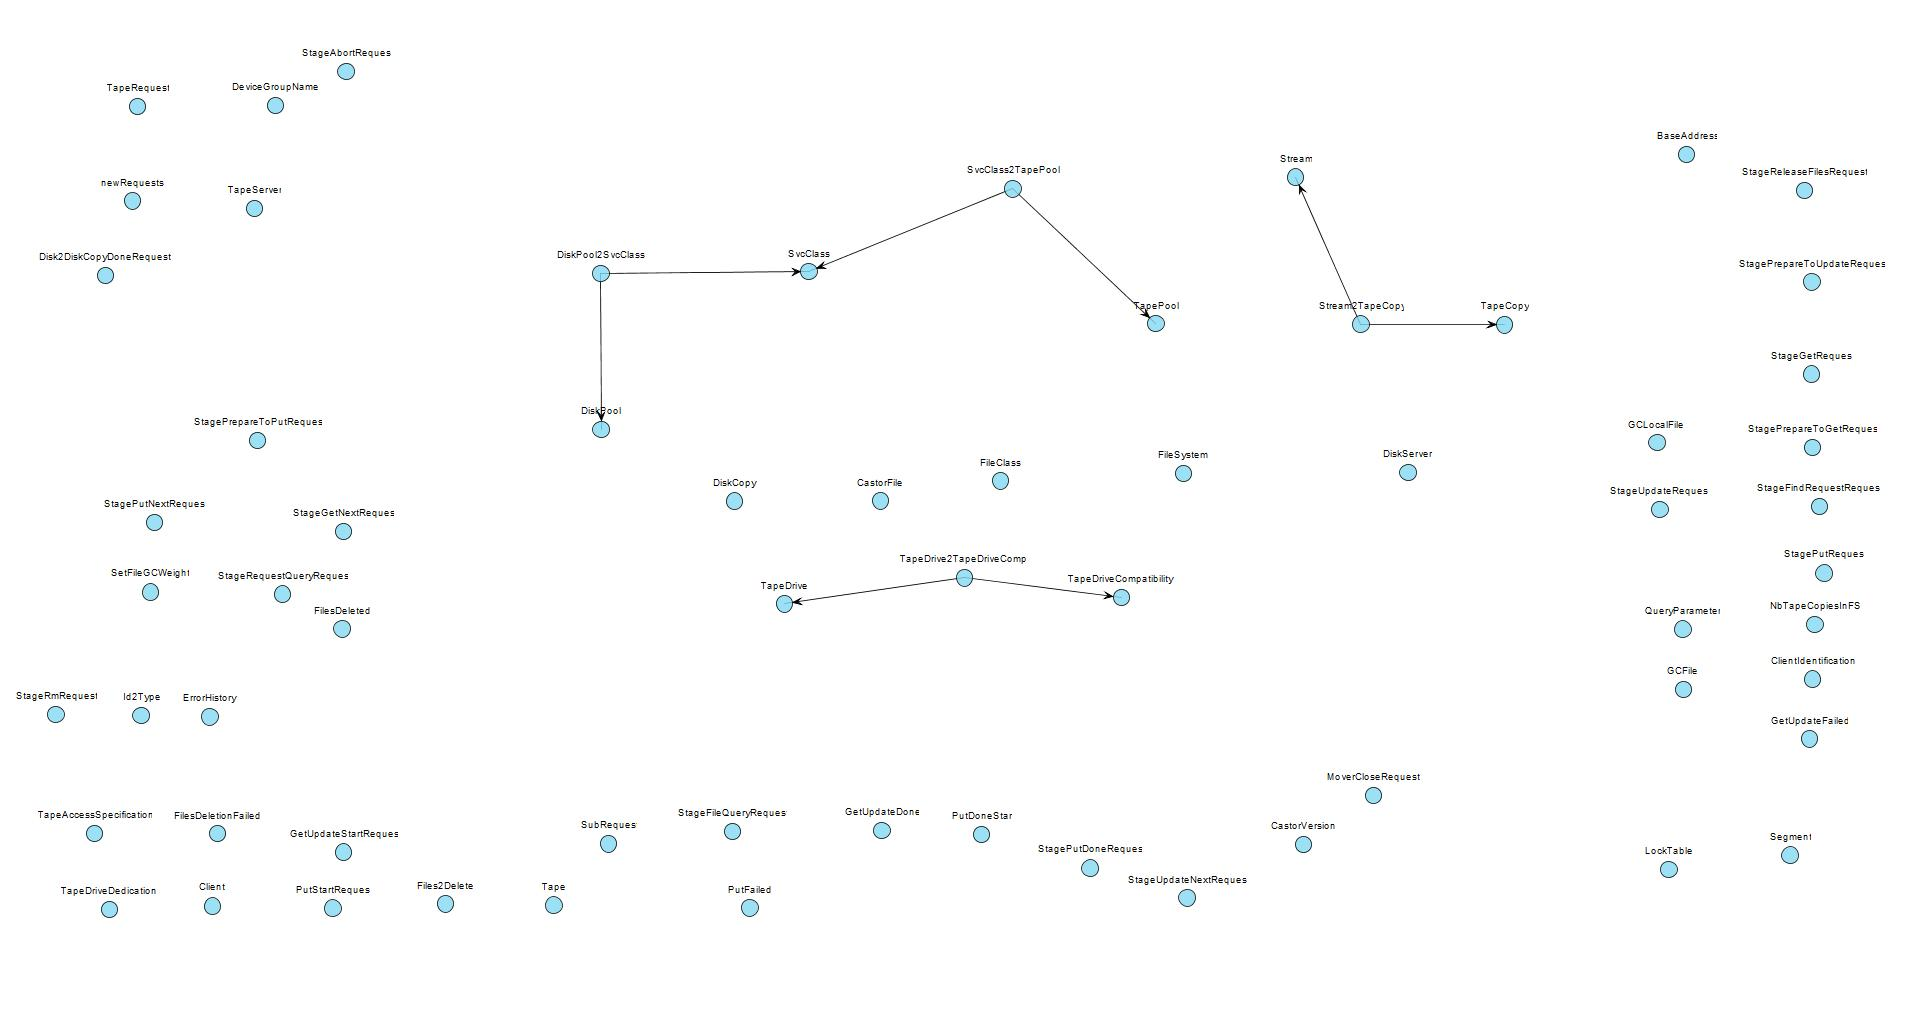 StageAbortReques
TapeRequest
DeviceGroupName
BaseAddress
Stream
SvcClass2TapePool
StageReleaseFilesRequest
newRequests
TapeServer
DiskPool2SvcClass
SvcClass
Disk2DiskCopyDoneRequest
StagePrepareToUpdateReques
TapePool
Stream2TapeCopy
TapeCopy
StageGetReques
DiskPool
StagePrepareToPutReques
GCLocalFile
StagePrepareToGetReques
FileClass
FileSystem
DiskServer
DiskCopy
CastorFile
StageUpdateReques
StageFindRequestReques
StagePutNextReques
StageGetNextReques
TapeDrive2TapeDriveComp
StagePutReques
SetFileGCWeight
StageRequestQueryReques
TapeDrive
TapeDriveCompatibility
FilesDeleted
QueryParameter
NbTapeCopiesInFS
GCFile
ClientIdentification
StageRmRequest
Id2Type
ErrorHistory
GetUpdateFailed
MoverCloseRequest
TapeAccessSpecification
FilesDeletionFailed
GetUpdateStartReques
SubReques
StageFileQueryReques
GetUpdateDone
PutDoneStar
CastorVersion
StagePutDoneReques
LockTable
Segment
TapeDriveDedication
Client
PutStartReques
Files2Delete
Tape
PutFailed
StageUpdateNextReques